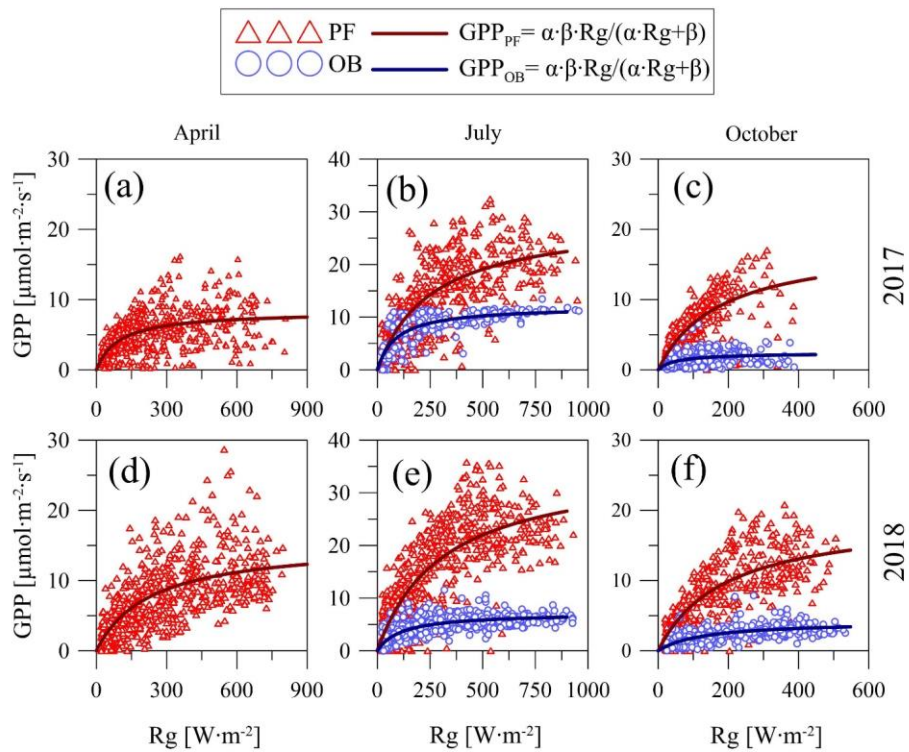 PF GPP_PF= α·β·Rg/(α·Rg+β)
OB GPP_OB= α·β·Rg/(α·Rg+β)
April July October
30 40 30
(a) (b) (c)
30
20 20
20
10 10
10
0 0 0
0 300 600 900 0 250 500 750 1000 0 200 400 600
GPP [µmol·m⁻²·s⁻¹]
2017
30 40 30
(d) (e) (f)
30
20 20
20
10 10
10
0 0 0
0 300 600 900 0 250 500 750 1000 0 200 400 600
GPP [µmol·m⁻²·s⁻¹]
2018
Rg [W·m⁻²] Rg [W·m⁻²] Rg [W·m⁻²]